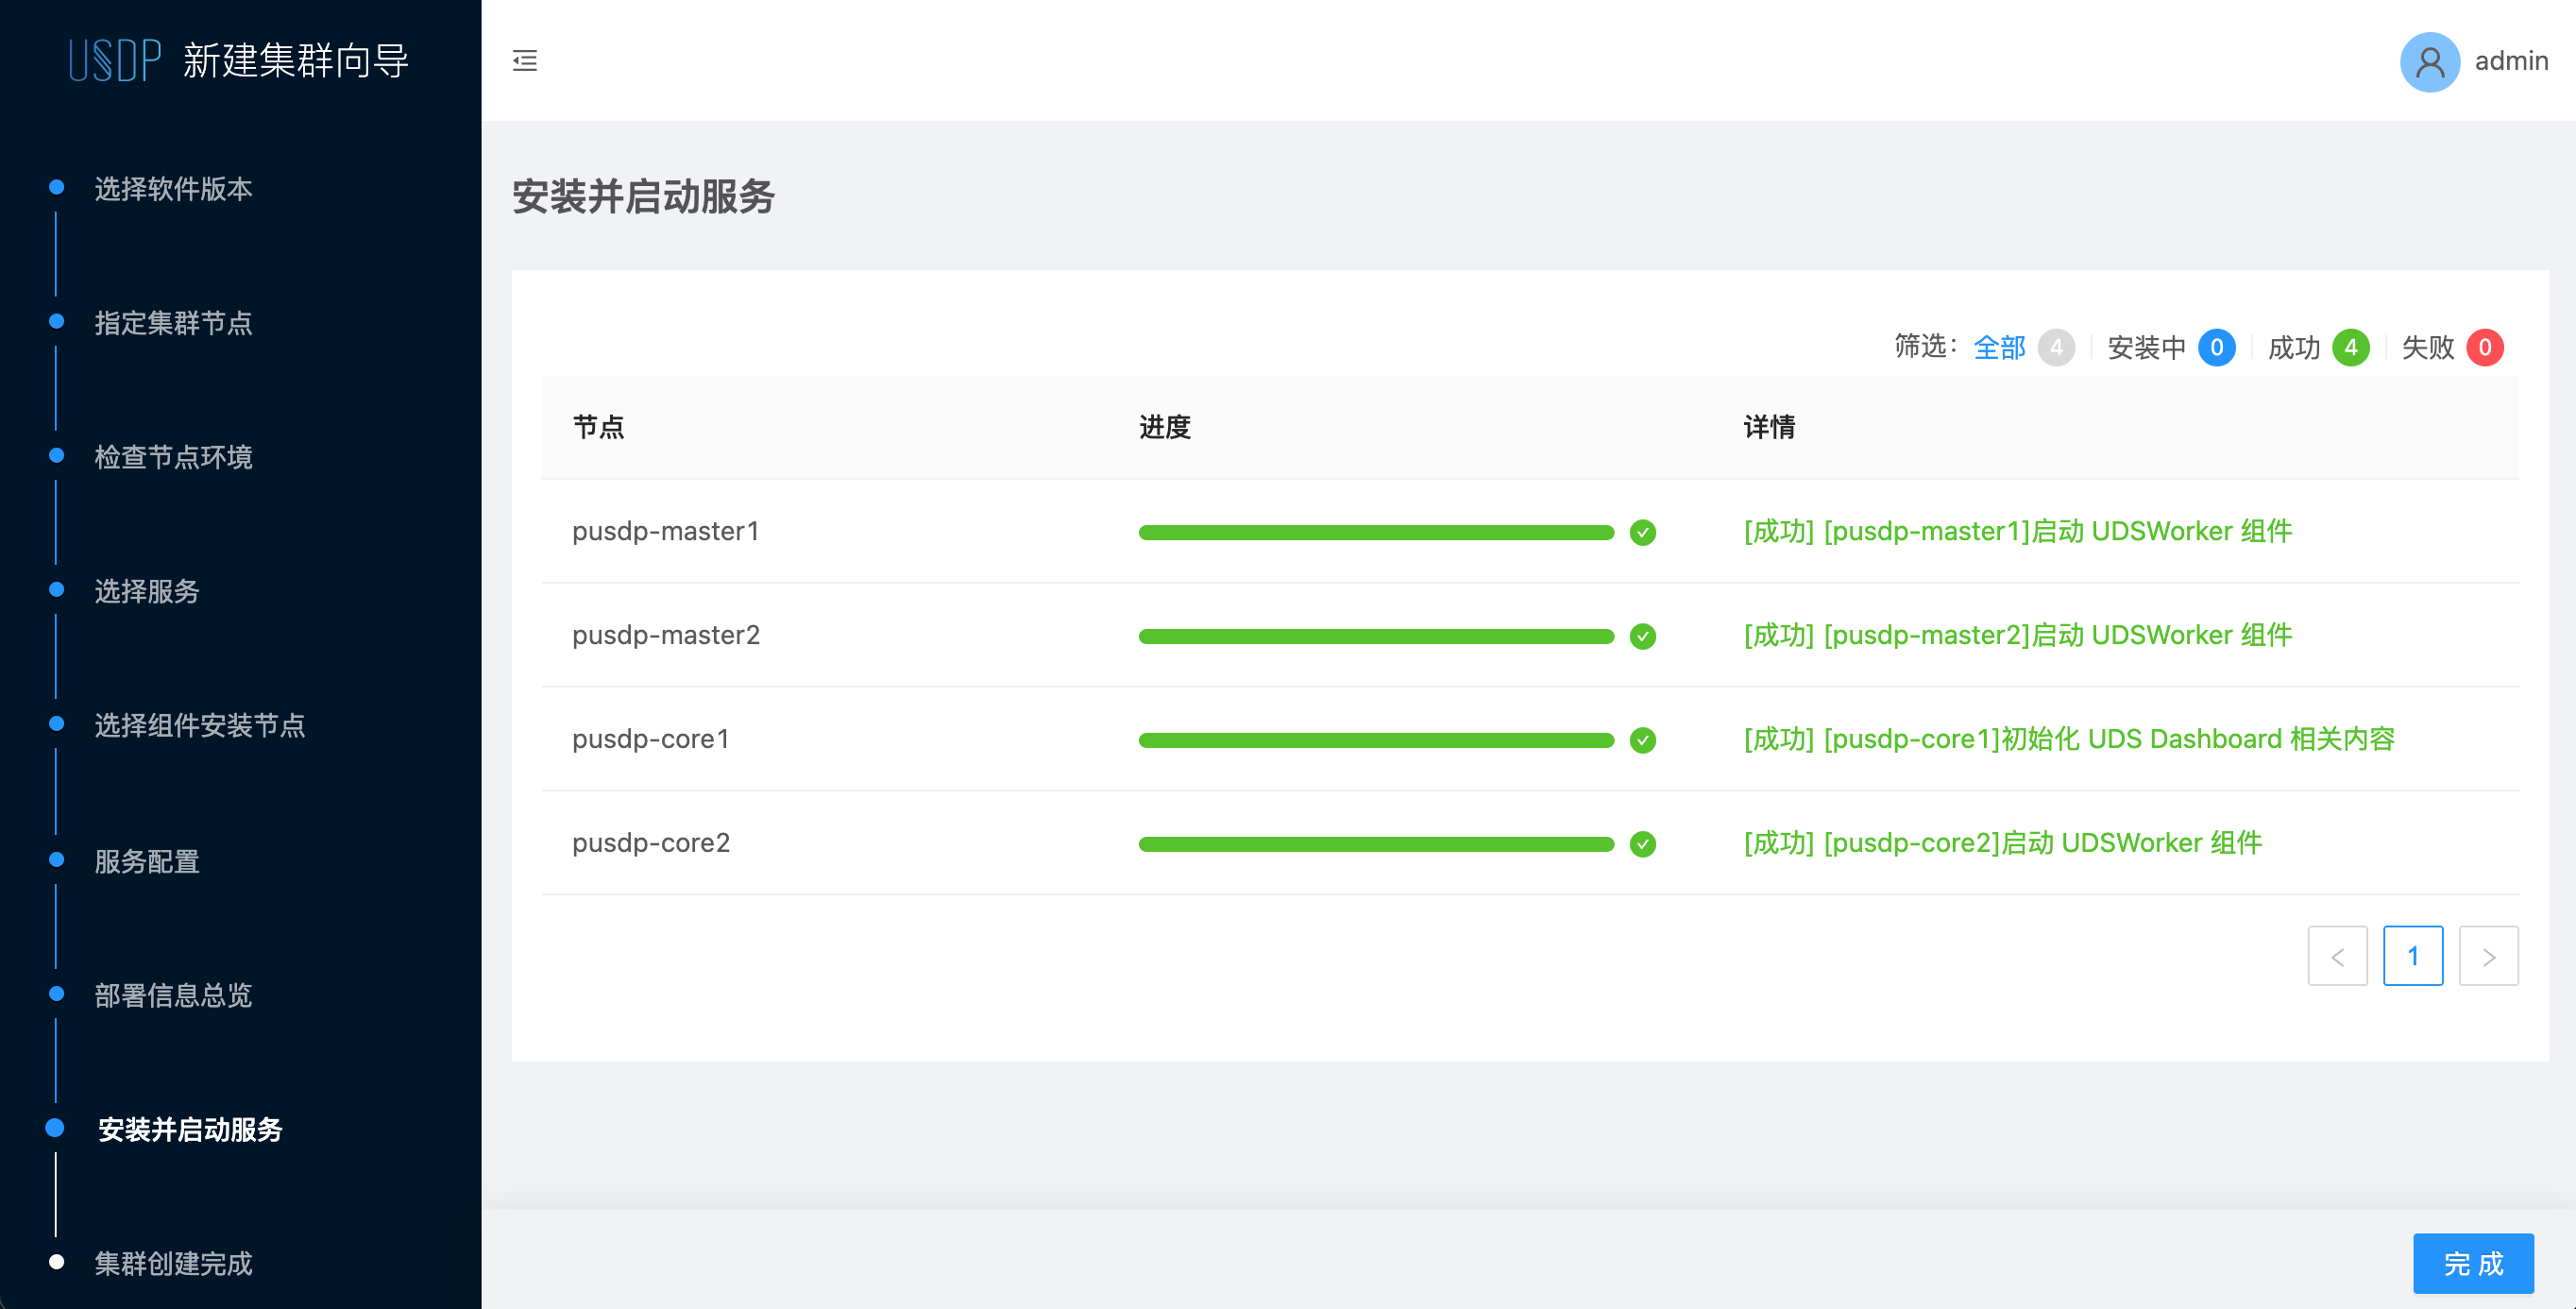 USDP 新建集群向导
admin
选择软件版本
指定集群节点
检查节点环境
选择服务
选择组件安装节点
服务配置
部署信息总览
安装并启动服务
集群创建完成
安装并启动服务
筛选： 全部 4 安装中 0 成功 4 失败 0
节点 进度 详情
pusdp-master1 [成功] [pusdp-master1]启动 UDSWorker 组件
pusdp-master2 [成功] [pusdp-master2]启动 UDSWorker 组件
pusdp-core1 [成功] [pusdp-core1]初始化 UDS Dashboard 相关内容
pusdp-core2 [成功] [pusdp-core2]启动 UDSWorker 组件
< 1 >
完 成